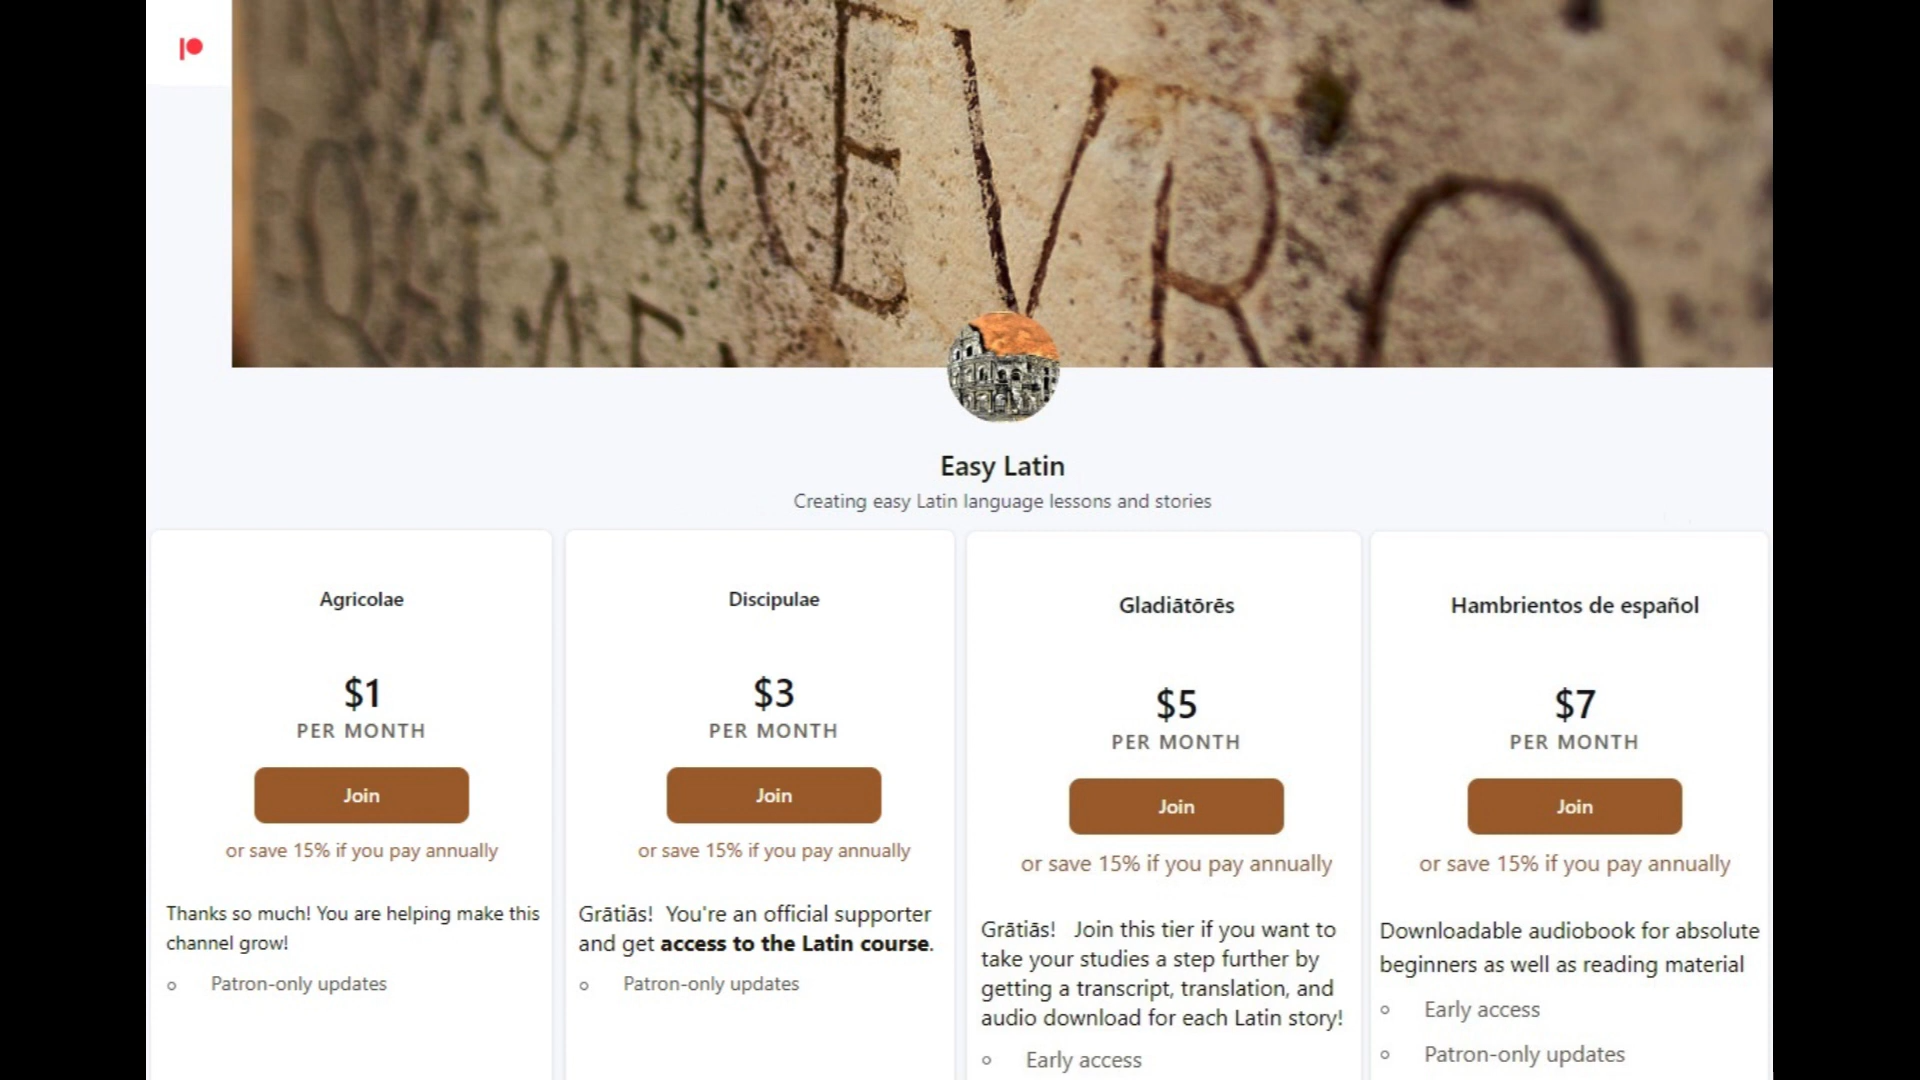 EVRO
Easy Latin
Creating easy Latin language lessons and stories
Agricolae
$1
PER MONTH
Join
or save 15% if you pay annually
Thanks so much! You are helping make this
channel grow!
Patron-only updates
Discipulae
$3
PER MONTH
Join
or save 15% if you pay annually
Grātiās! You're an official supporter
and get access to the Latin course.
Patron-only updates
Gladiātōrēs
$5
PER MONTH
Join
or save 15% if you pay annually
Grātiās! Join this tier if you want to
take your studies a step further by
getting a transcript, translation, and
audio download for each Latin story!
Early access
Hambrientos de español
$7
PER MONTH
Join
or save 15% if you pay annually
Downloadable audiobook for absolute
beginners as well as reading material
Early access
Patron-only updates